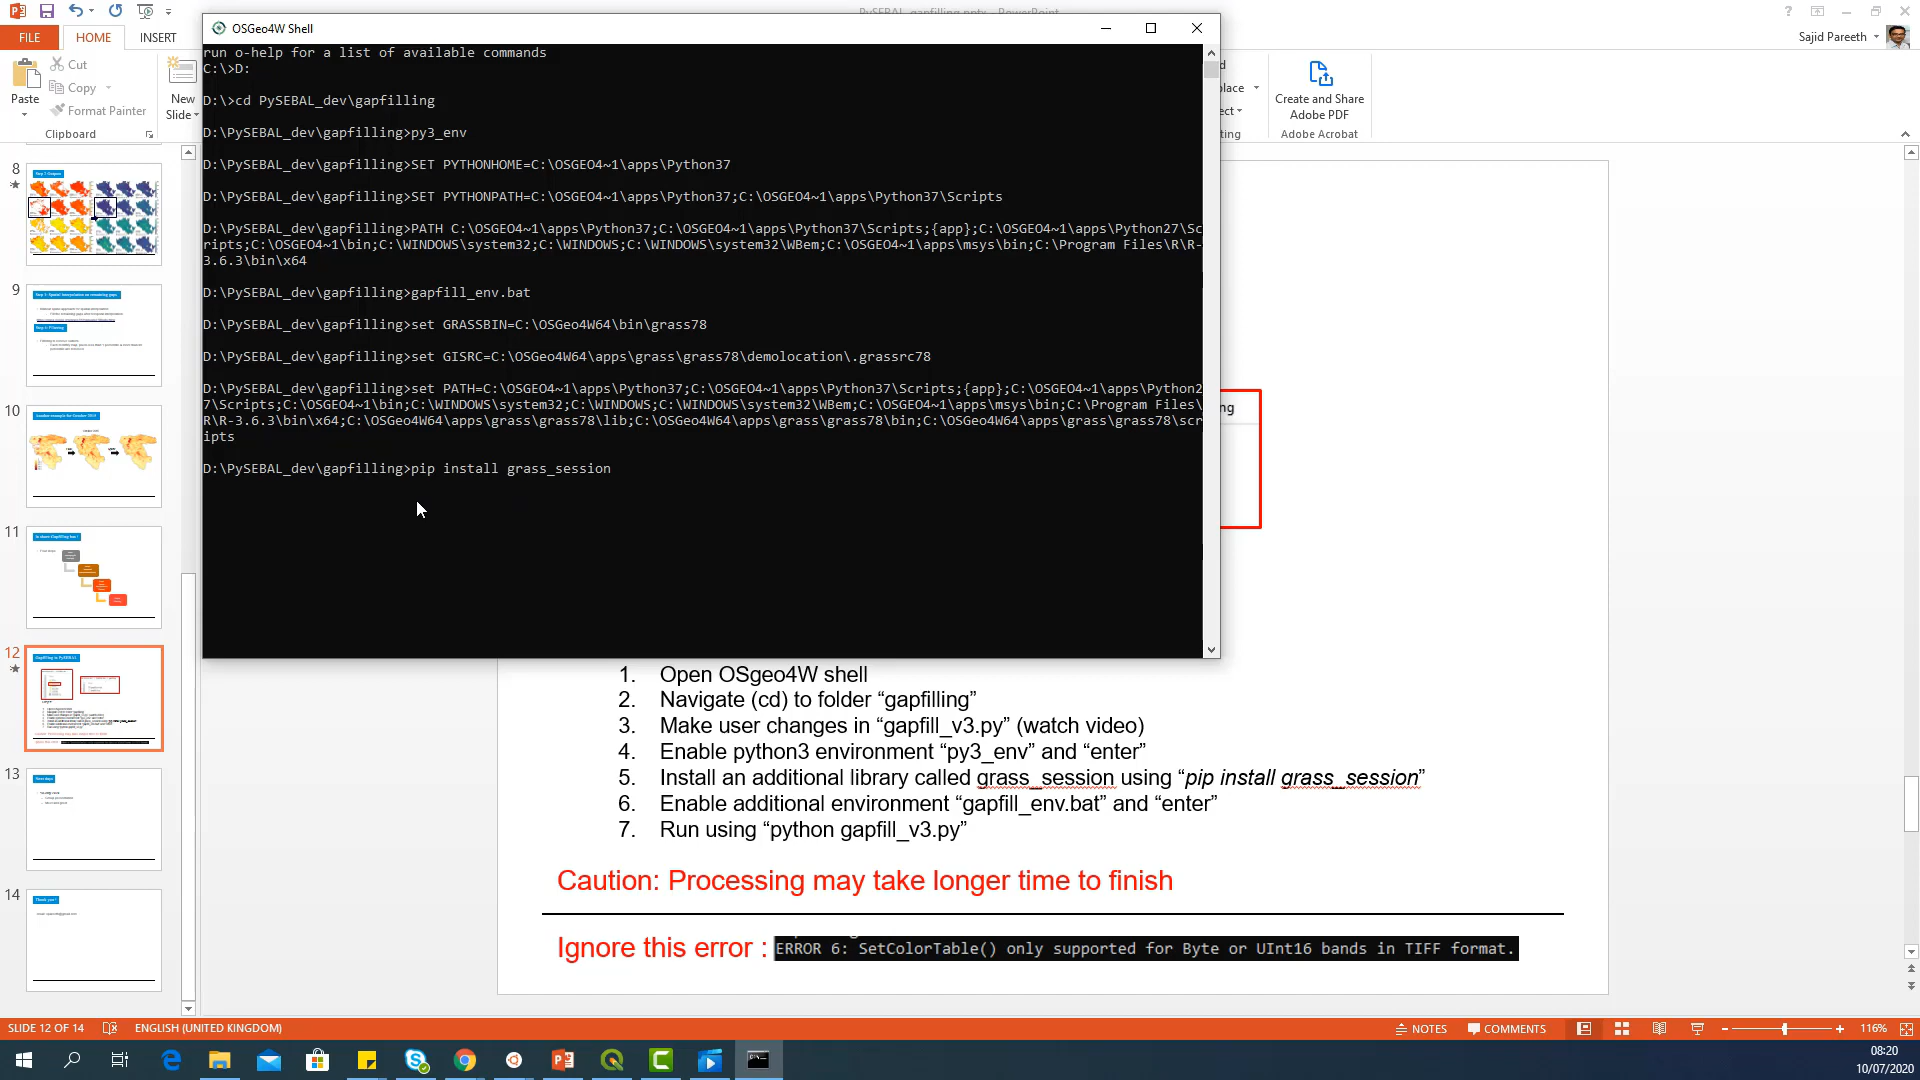 PySEBAL_gapfilling.pptx - PowerPoint
OSGeo4W Shell
FILE
HOME
INSERT
Sajid Pareeth
Cut
Copy
Format Painter
Paste
New
Slide
Clipboard
Create and Share
Adobe PDF
Adobe Acrobat
run o-help for a list of available commands
C:\>D:
D:\>cd PySEBAL_dev\gapfilling
D:\PySEBAL_dev\gapfilling>py3_env
D:\PySEBAL_dev\gapfilling>SET PYTHONHOME=C:\OSGEO4~1\apps\Python37
D:\PySEBAL_dev\gapfilling>SET PYTHONPATH=C:\OSGEO4~1\apps\Python37;C:\OSGEO4~1\apps\Python37\Scripts
D:\PySEBAL_dev\gapfilling>PATH C:\OSGEO4~1\apps\Python37;C:\OSGEO4~1\apps\Python37\Scripts;{app};C:\OSGEO4~1\apps\Python27\Sc
ripts;C:\OSGEO4~1\bin;C:\WINDOWS\system32;C:\WINDOWS;C:\WINDOWS\system32\WBem;C:\OSGEO4~1\apps\msys\bin;C:\Program Files\R\R-
3.6.3\bin\x64
D:\PySEBAL_dev\gapfilling>gapfill_env.bat
D:\PySEBAL_dev\gapfilling>set GRASSBIN=C:\OSGeo4W64\bin\grass78
D:\PySEBAL_dev\gapfilling>set GISRC=C:\OSGeo4W64\apps\grass\grass78\demolocation\.grassrc78
D:\PySEBAL_dev\gapfilling>set PATH=C:\OSGEO4~1\apps\Python37;C:\OSGEO4~1\apps\Python37\Scripts;{app};C:\OSGEO4~1\apps\Python2
7\Scripts;C:\OSGEO4~1\bin;C:\WINDOWS\system32;C:\WINDOWS;C:\WINDOWS\system32\WBem;C:\OSGEO4~1\apps\msys\bin;C:\Program Files\
R\R-3.6.3\bin\x64;C:\OSGeo4W64\apps\grass\grass78\lib;C:\OSGeo4W64\apps\grass\grass78\bin;C:\OSGeo4W64\apps\grass\grass78\scr
ipts
D:\PySEBAL_dev\gapfilling>pip install grass_session
8
9
10
11
12
13
14
ng
1. Open OSgeo4W shell
2. Navigate (cd) to folder “gapfilling”
3. Make user changes in “gapfill_v3.py” (watch video)
4. Enable python3 environment “py3_env” and “enter”
5. Install an additional library called grass_session using “pip install grass_session”
6. Enable additional environment “gapfill_env.bat” and “enter”
7. Run using “python gapfill_v3.py”
Caution: Processing may take longer time to finish
Ignore this error :
ERROR 6: SetColorTable() only supported for Byte or UInt16 bands in TIFF format.
SLIDE 12 OF 14
ENGLISH (UNITED KINGDOM)
NOTES
COMMENTS
116%
08:20
10/07/2020